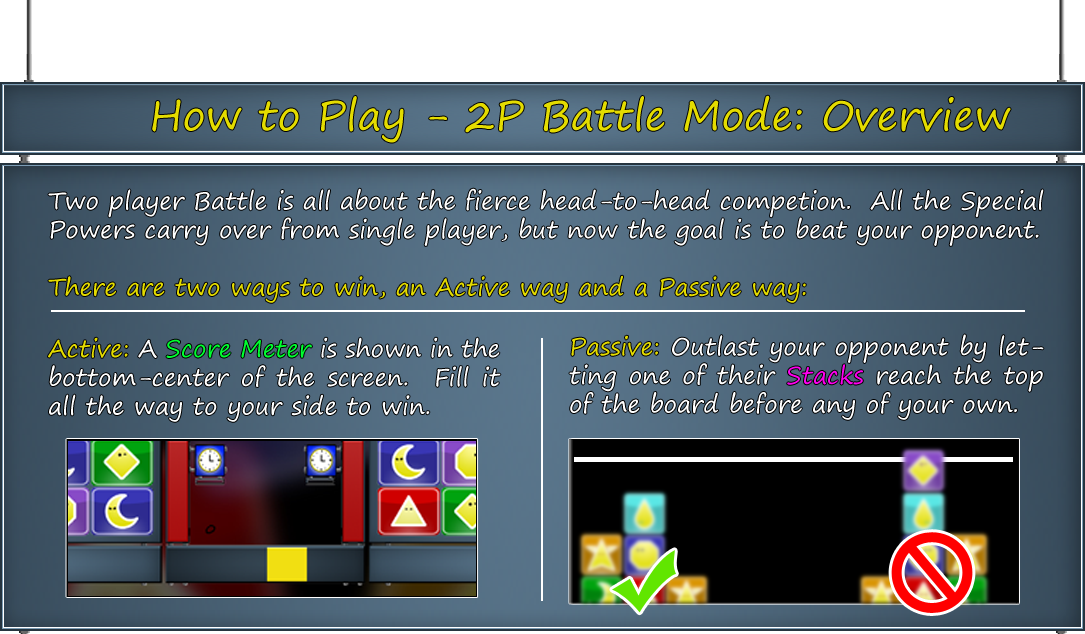 How to Play - 2P Battle Mode: Overview
Two player Battle is all about the fierce head-to-head competion. All the Special
Powers carry over from single player, but now the goal is to beat your opponent.
There are two ways to win, an Active way and a Passive way:
Active: A Score Meter is shown in the
bottom-center of the screen. Fill it
all the way to your side to win.
Passive: Outlast your opponent by let-
ting one of their Stacks reach the top
of the board before any of your own.